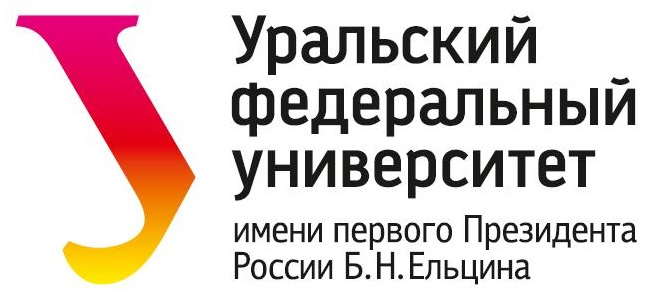 У
Уральский
федеральный
университет
имени первого Президента
России Б.Н.Ельцина